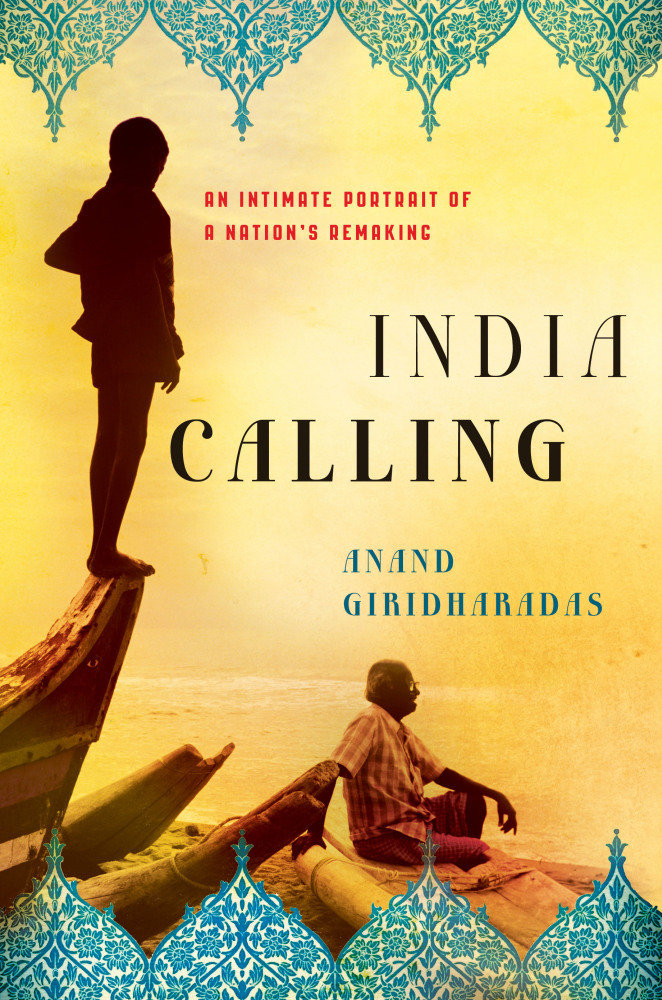 AN INTIMATE PORTRAIT OF
A NATION'S REMAKING
INDIA
CALLING
ANAND
GIRIDHARADAS